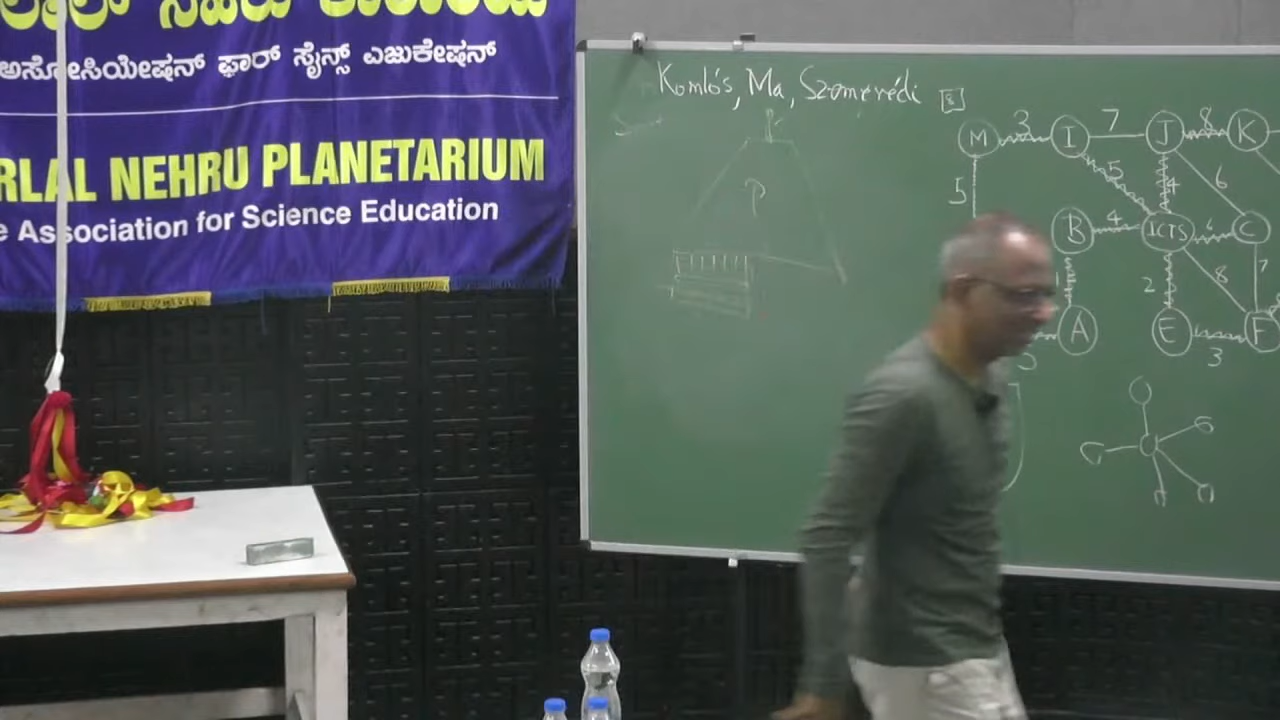 ಅಸೋಸಿಯೇಷನ್ ಫಾರ್ ಸೈನ್ಸ್ ಎಜುಕೇಷನ್
RLAL NEHRU PLANETARIUM
e Association for Science Education
Komlós, Ma, Szemerédi [8]
P
M 3 I 7 J 8 K
5 5 4 6
B 4 ICTS C
2 8 7
A E 3 F